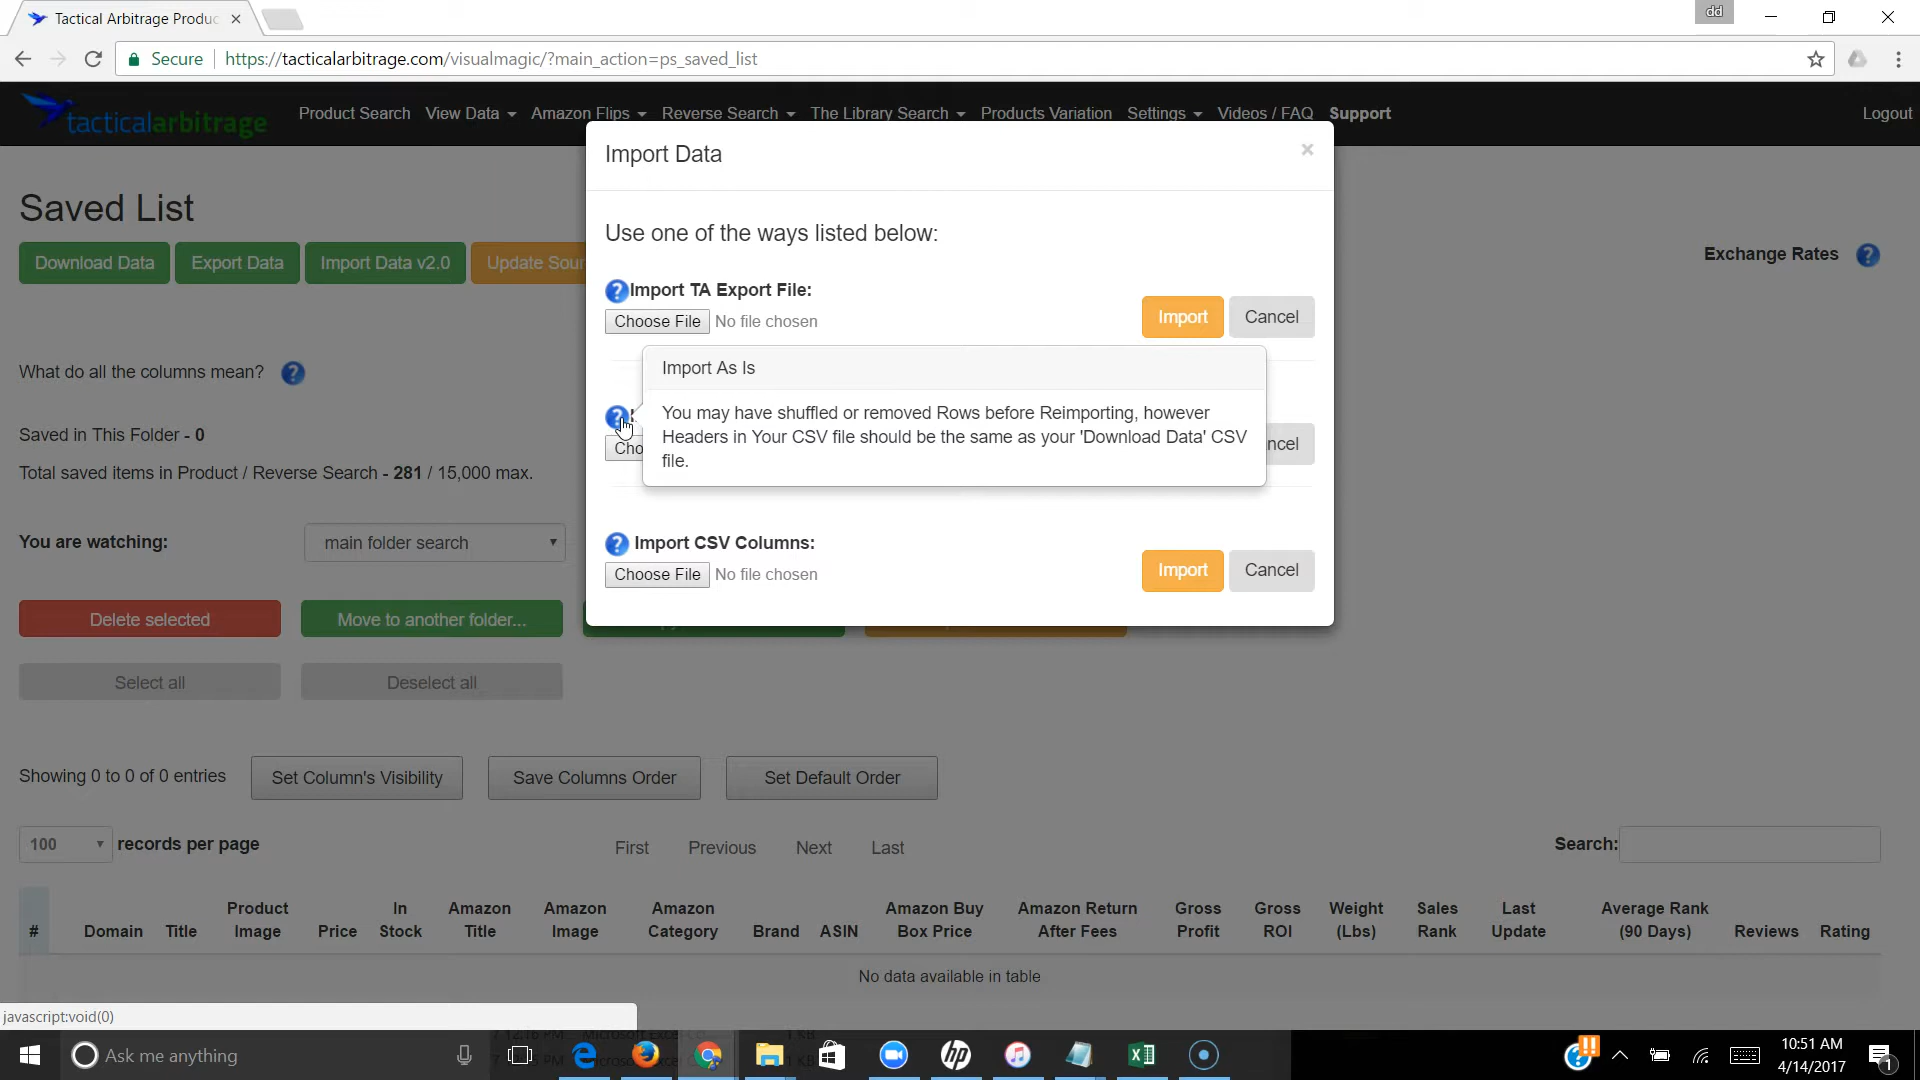 dd
Tactical Arbitrage Produc
Secure
https://tacticalarbitrage.com/visualmagic/?main_action=ps_saved_list
tacticalarbitrage
Product Search
View Data
Amazon Flips
Reverse Search
The Library Search
Products Variation
Settings
Videos / FAQ
Support
Logout
Import Data
×
Saved List
Use one of the ways listed below:
Download Data
Export Data
Import Data v2.0
Update Sour
Exchange Rates
?
?
Import TA Export File:
Choose File
No file chosen
Import
Cancel
What do all the columns mean?
?
Import As Is
You may have shuffled or removed Rows before Reimporting, however
Headers in Your CSV file should be the same as your 'Download Data' CSV
file.
?
Cho
ncel
Saved in This Folder - 0
Total saved items in Product / Reverse Search - 281 / 15,000 max.
You are watching:
main folder search
?
Import CSV Columns:
Choose File
No file chosen
Import
Cancel
Delete selected
Move to another folder...
Select all
Deselect all
Showing 0 to 0 of 0 entries
Set Column's Visibility
Save Columns Order
Set Default Order
100
records per page
First
Previous
Next
Last
Search:
#
Domain
Title
Product
Image
Price
In
Stock
Amazon
Title
Amazon
Image
Amazon
Category
Brand
ASIN
Amazon Buy
Box Price
Amazon Return
After Fees
Gross
Profit
Gross
ROI
Weight
(Lbs)
Sales
Rank
Last
Update
Average Rank
(90 Days)
Reviews
Rating
No data available in table
javascript:void(0)
Ask me anything
10:51 AM
4/14/2017
1